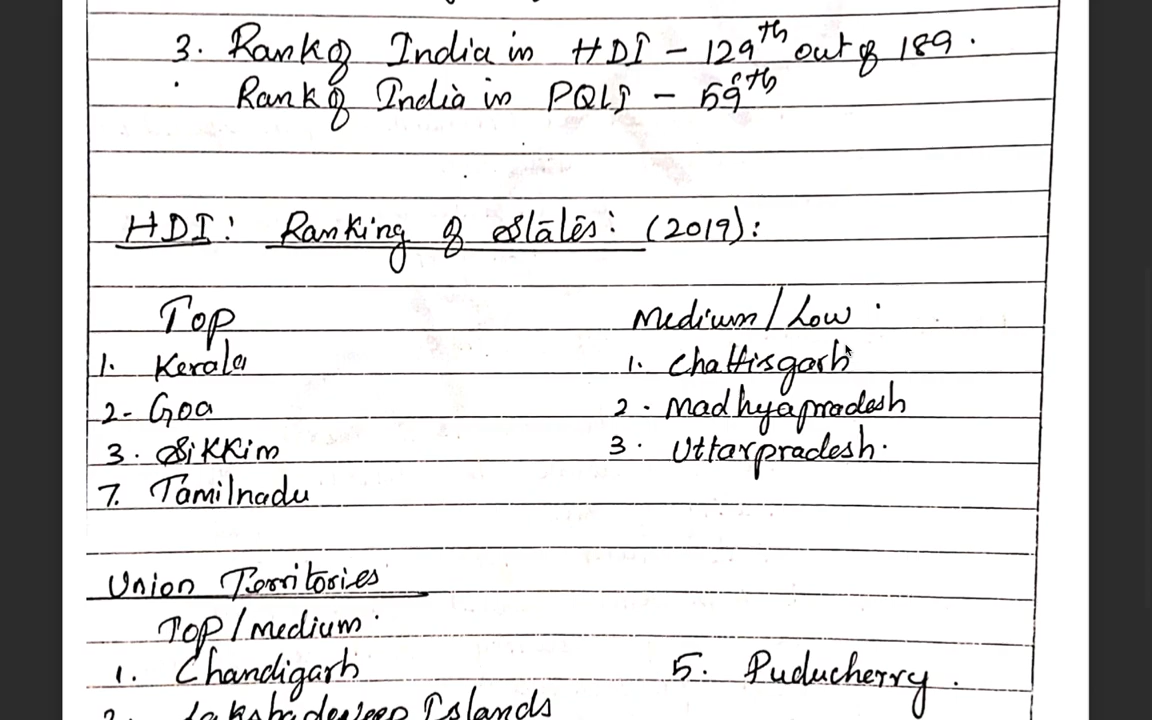 3. Rank of India in HDI - 129th out of 189.
Rank of India in PQLI - 59th
HDI: Ranking of States: (2019):
Top Medium/Low
1. Kerala 1. Chattisgarh
2- Goa 2. Madhyapradesh
3. Sikkim 3. Uttarpradesh.
7. Tamilnadu
Union Territories
Top/medium
1. Chandigarh 5. Puducherry.
Islands